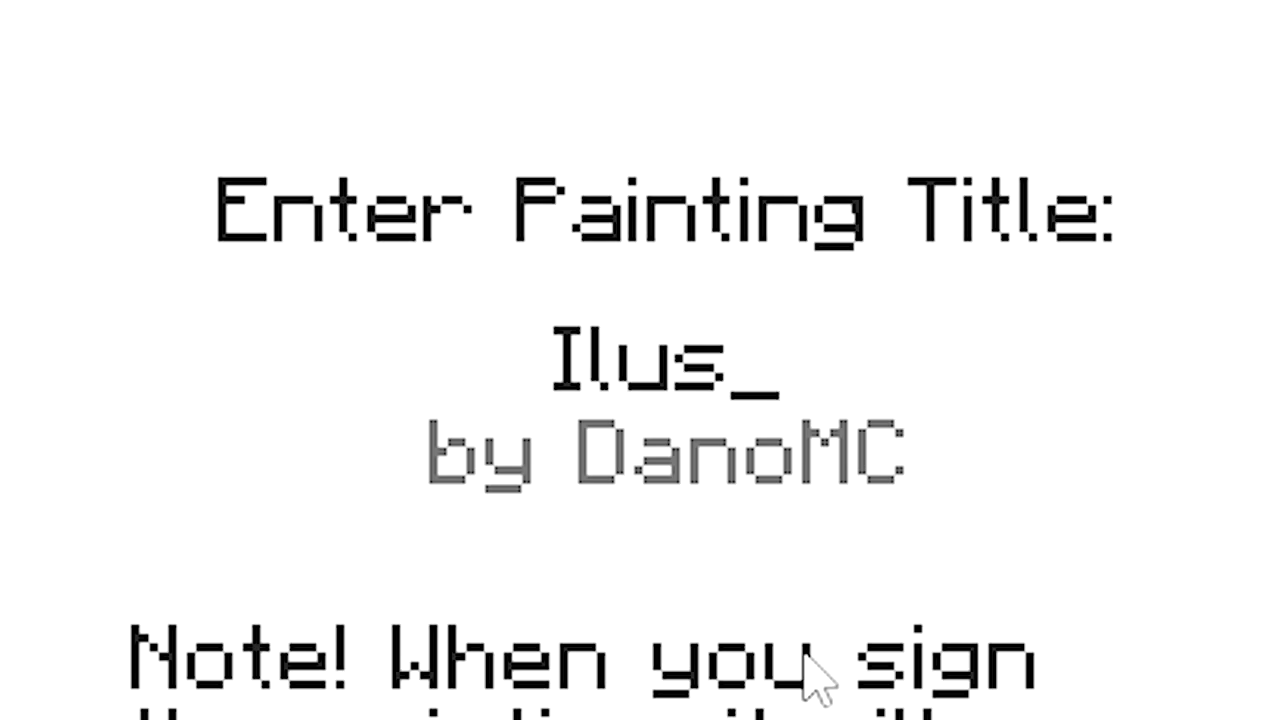 Enter Painting Title:
Ilus_
by DanoMC
Note! When you sign